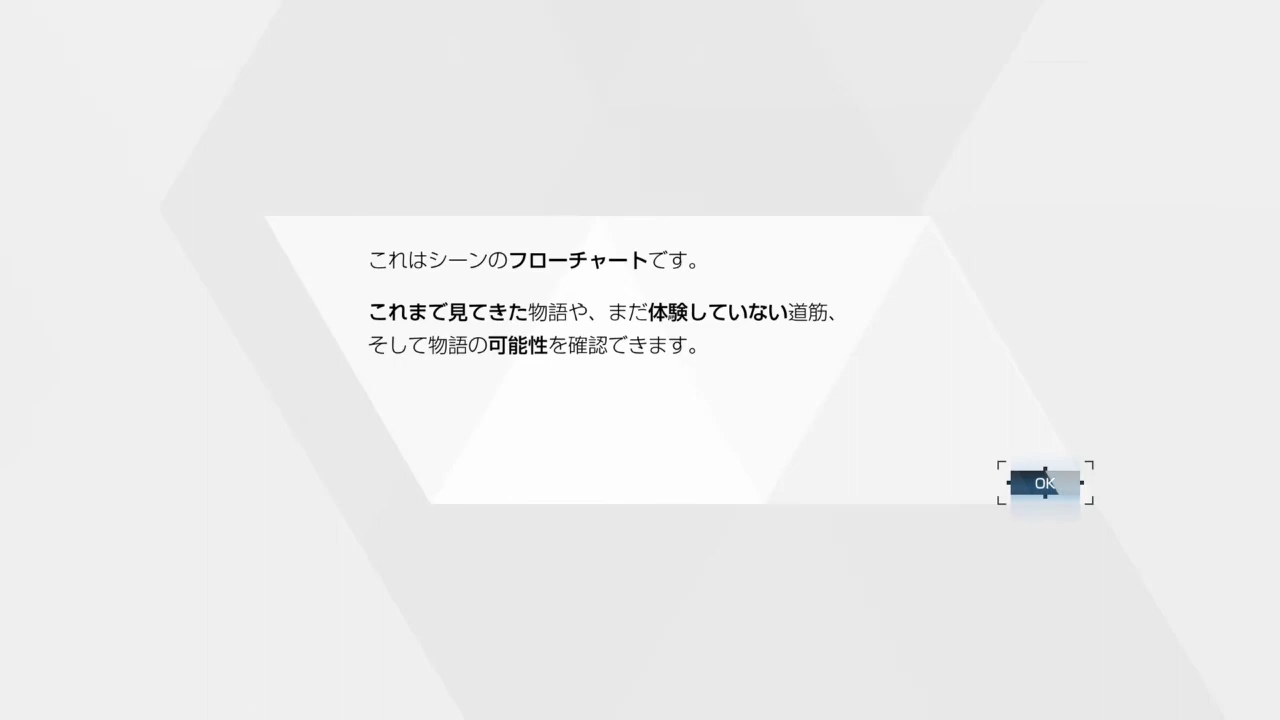 これはシーンのフローチャートです。
これまで見てきた物語や、まだ体験していない道筋、
そして物語の可能性を確認できます。
OK